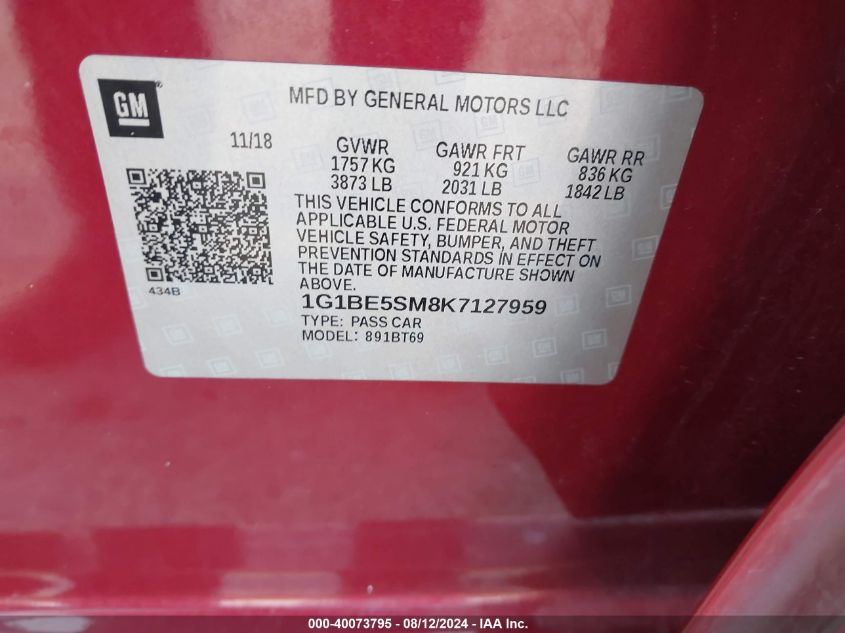 GM
®
MFD BY GENERAL MOTORS LLC
11/18
GVWR
1757 KG
3873 LB
GAWR FRT
921 KG
2031 LB
GAWR RR
836 KG
1842 LB
THIS VEHICLE CONFORMS TO ALL
APPLICABLE U.S. FEDERAL MOTOR
VEHICLE SAFETY, BUMPER, AND THEFT
PREVENTION STANDARDS IN EFFECT ON
THE DATE OF MANUFACTURE SHOWN
ABOVE.
434B
1G1BE5SM8K7127959
TYPE: PASS CAR
MODEL: 891BT69
000-40073795 - 08/12/2024 - IAA Inc.